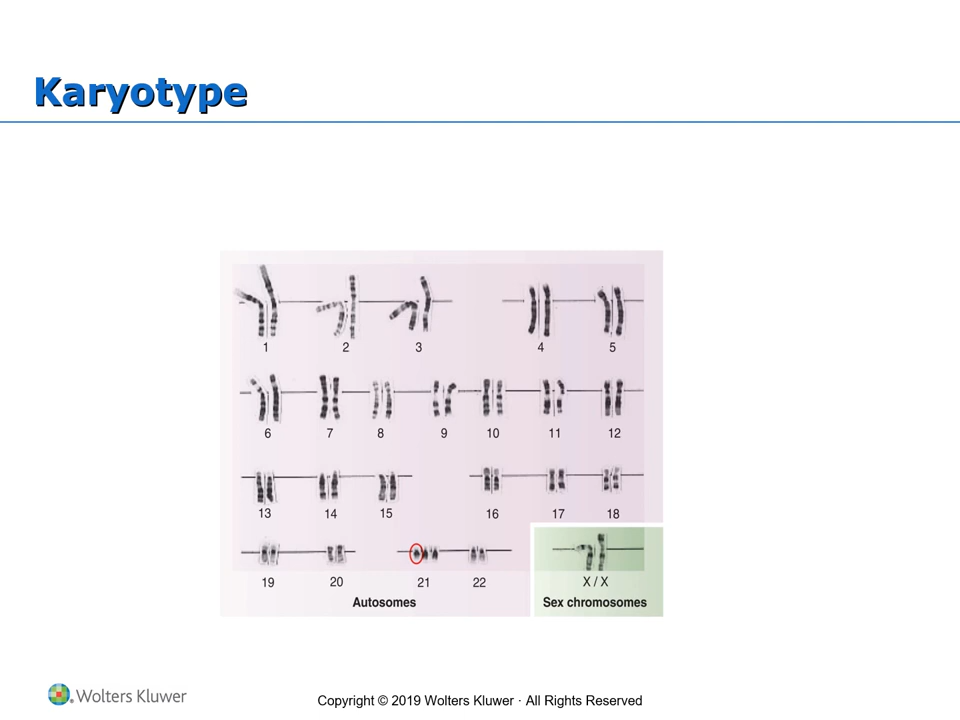 Karyotype
1 2 3 4 5
6 7 8 9 10 11 12
13 14 15 16 17 18
19 20 21 22 X / X
Autosomes Sex chromosomes
Wolters Kluwer
Copyright © 2019 Wolters Kluwer · All Rights Reserved